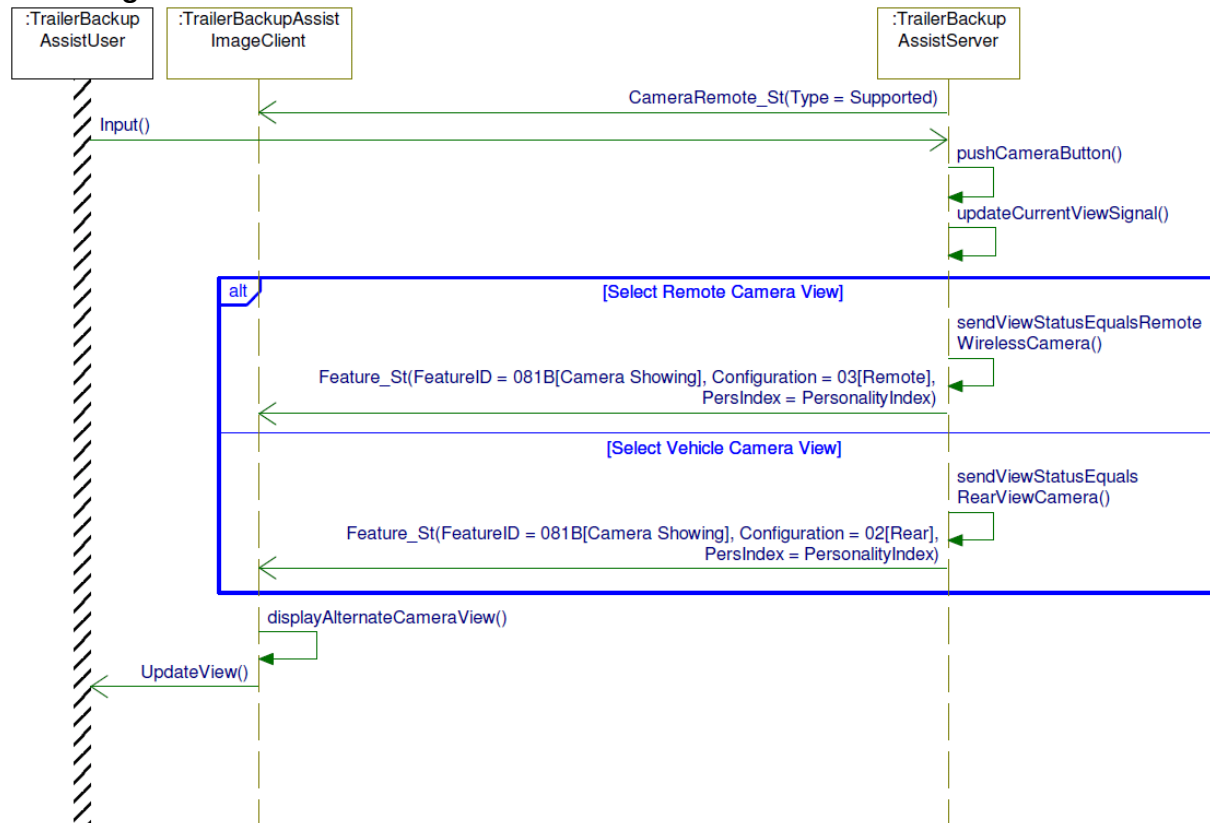 :TrailerBackup
AssistUser
:TrailerBackupAssist
ImageClient
:TrailerBackup
AssistServer
CameraRemote_St(Type = Supported)
Input()
pushCameraButton()
updateCurrentViewSignal()
alt
[Select Remote Camera View]
sendViewStatusEqualsRemote
WirelessCamera()
Feature_St(FeatureID = 081B[Camera Showing], Configuration = 03[Remote],
PersIndex = PersonalityIndex)
[Select Vehicle Camera View]
sendViewStatusEquals
RearViewCamera()
Feature_St(FeatureID = 081B[Camera Showing], Configuration = 02[Rear],
PersIndex = PersonalityIndex)
displayAlternateCameraView()
UpdateView()